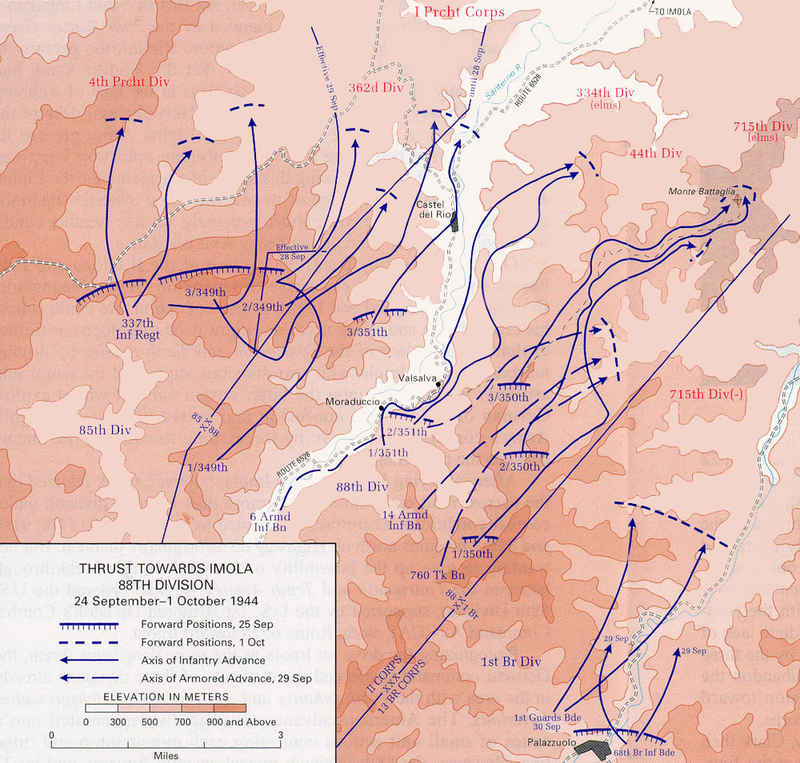 I Prcht Corps
TO IMOLA
4th Prcht Div
Effective 29 Sep
until 28 Sep
362d Div
Santerno R
ROUTE 6528
334th Div
(elms)
715th Div
(elms)
44th Div
Monte Battaglia
Castel
del Rio
Effective
28 Sep
3/349th
2/349th
337th
Inf Regt
3/351th
Valsalva
Moraduccio
3/350th
715th Div(-)
85th Div
85 XX 88
2/351th
1/351th
1/349th
2/350th
ROUTE 6528
88th Div
6 Armd
Inf Bn
14 Armd
Inf Bn
1/350th
760 Tk Bn
88 XX 1 Br
II CORPS
XXX
13 BR CORPS
1st Br Div
29 Sep
29 Sep
1st Guards Bde
30 Sep
Palazzuolo
66th Br Inf Bde
THRUST TOWARDS IMOLA
88TH DIVISION
24 September–1 October 1944
Forward Positions, 25 Sep
Forward Positions, 1 Oct
Axis of Infantry Advance
Axis of Armored Advance, 29 Sep
ELEVATION IN METERS
0 300 500 700 900 and Above
0 3
Miles